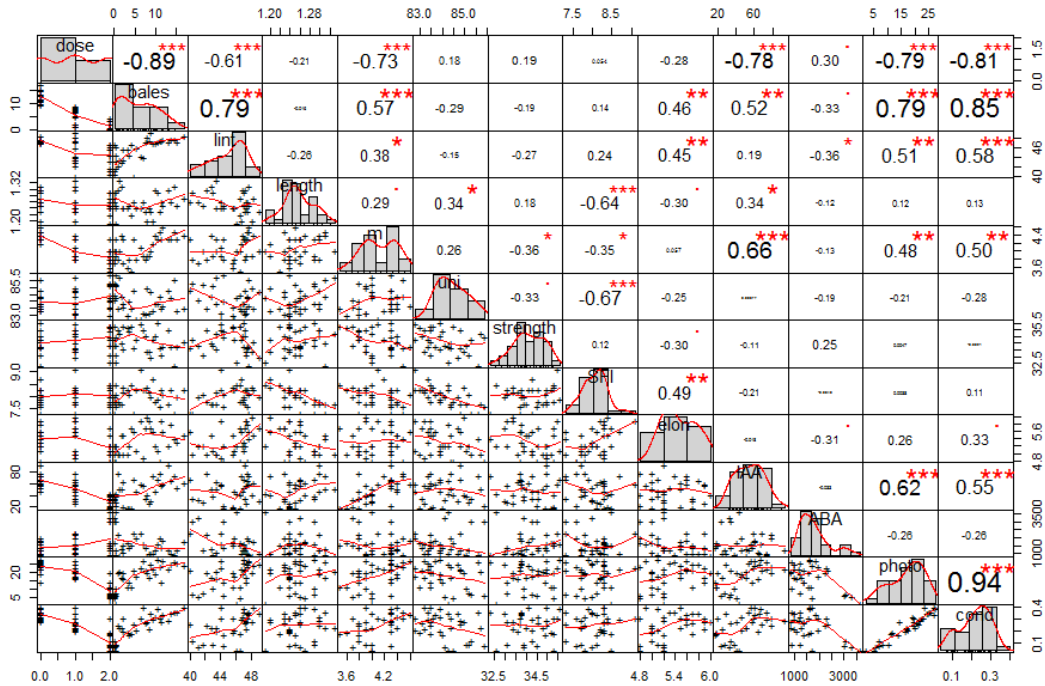 0 5 10 1.20 1.28 83.0 85.0 7.5 8.5 20 60 5 15 25
dose -0.89 *** -0.61 *** -0.21 -0.73 *** 0.18 0.19 0.054 -0.28 -0.78 *** 0.30 . -0.79 *** -0.81 *** 0.0 1.5
0 10 bales 0.79 *** 0.57 *** -0.29 -0.19 0.14 0.46 ** 0.52 ** -0.33 . 0.79 *** 0.85 ***
lint -0.26 0.38 * -0.15 -0.27 0.24 0.45 ** 0.19 -0.36 * 0.51 ** 0.58 *** 40 46
1.20 1.32 length 0.29 . 0.34 * 0.18 -0.64 *** -0.30 . 0.34 * -0.12 0.12 0.13
m 0.26 -0.36 * -0.35 * 0.057 0.66 *** -0.13 0.48 ** 0.50 ** 3.6 4.4
83.0 85.5 uni -0.33 . -0.67 *** -0.25 -0.19 -0.21 -0.28
strength 0.12 -0.30 . -0.11 0.25 32.5 35.5
7.5 9.0 SFI 0.49 ** -0.21 0.11
elon -0.31 . 0.26 0.33 . 4.8 5.6
20 80 IAA 0.62 *** 0.55 ***
ABA -0.26 -0.26 1000 3500
5 20 photo 0.94 ***
cond 0.1 0.4
0.0 1.0 2.0 40 44 48 3.6 4.2 32.5 34.5 4.8 5.4 6.0 1000 3000 0.1 0.3